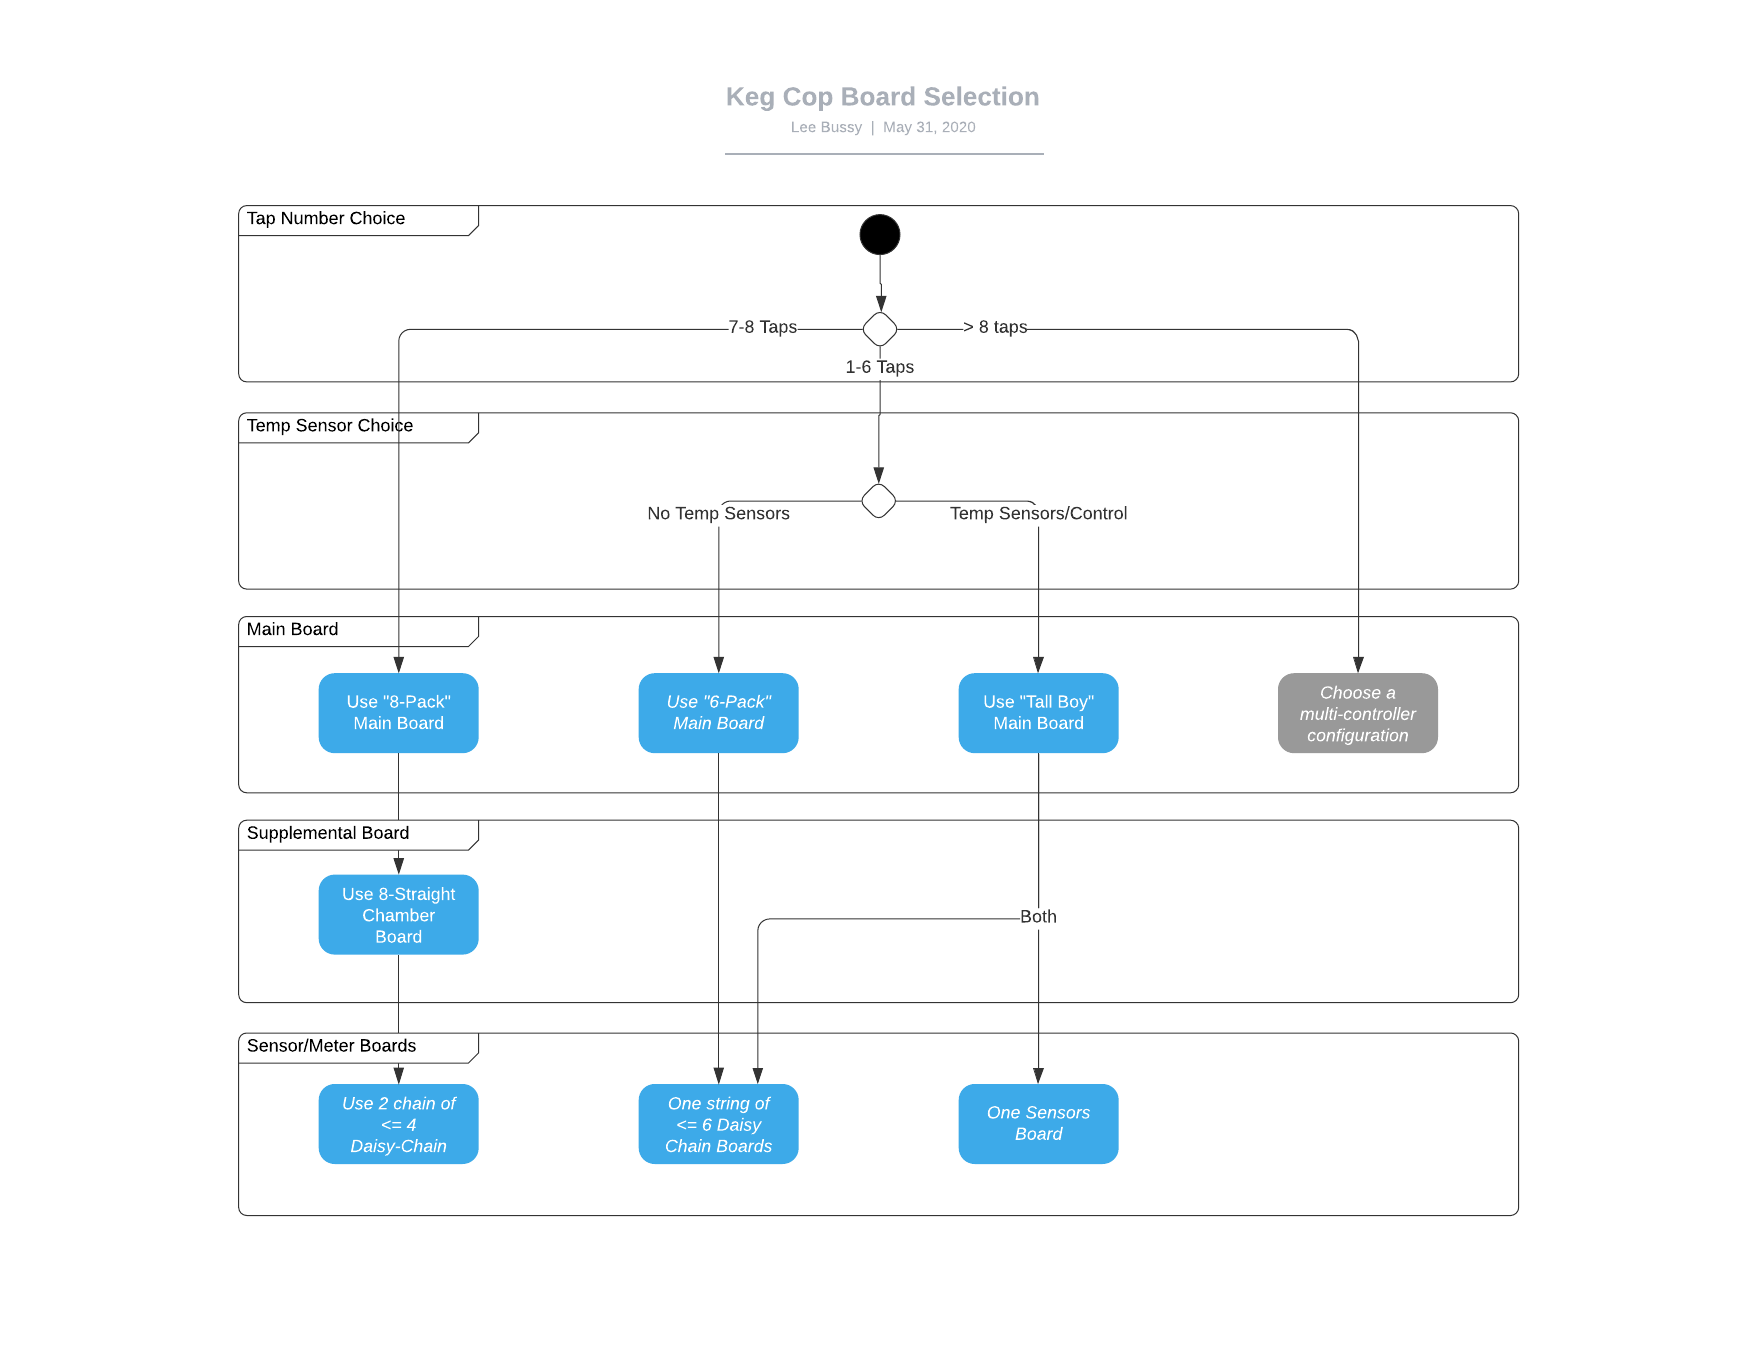 Keg Cop Board Selection
Lee Bussy | May 31, 2020
Tap Number Choice
7-8 Taps
> 8 taps
1-6 Taps
Temp Sensor Choice
No Temp Sensors
Temp Sensors/Control
Main Board
Use "8-Pack"
Main Board
Use "6-Pack"
Main Board
Use "Tall Boy"
Main Board
Choose a
multi-controller
configuration
Supplemental Board
Use 8-Straight
Chamber
Board
Both
Sensor/Meter Boards
Use 2 chain of
<= 4
Daisy-Chain
One string of
<= 6 Daisy
Chain Boards
One Sensors
Board